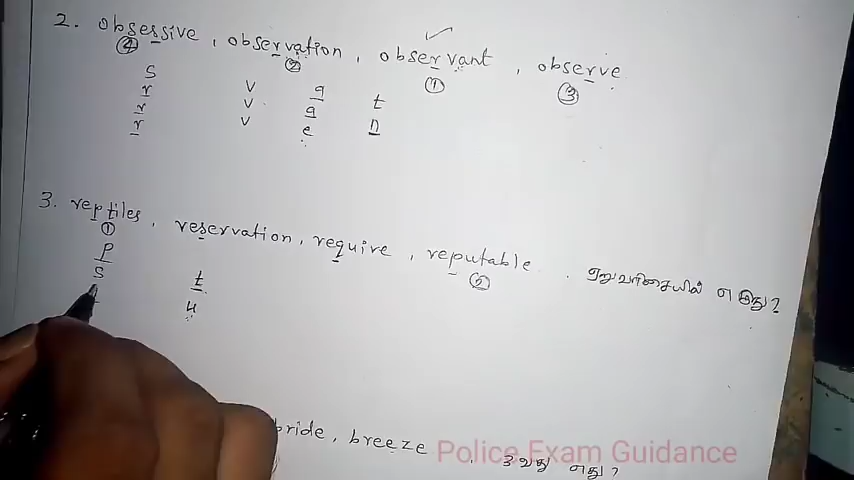 2. obsessive, observation, observant, observe
④ ② ① ③
s
r v a t
r v a
r v e n
3. reptiles, reservation, require, reputable. ஏறுவரிசையில் எது?
① ②
p
s t
u
bride, breeze. 3வது எது?
Police Exam Guidance